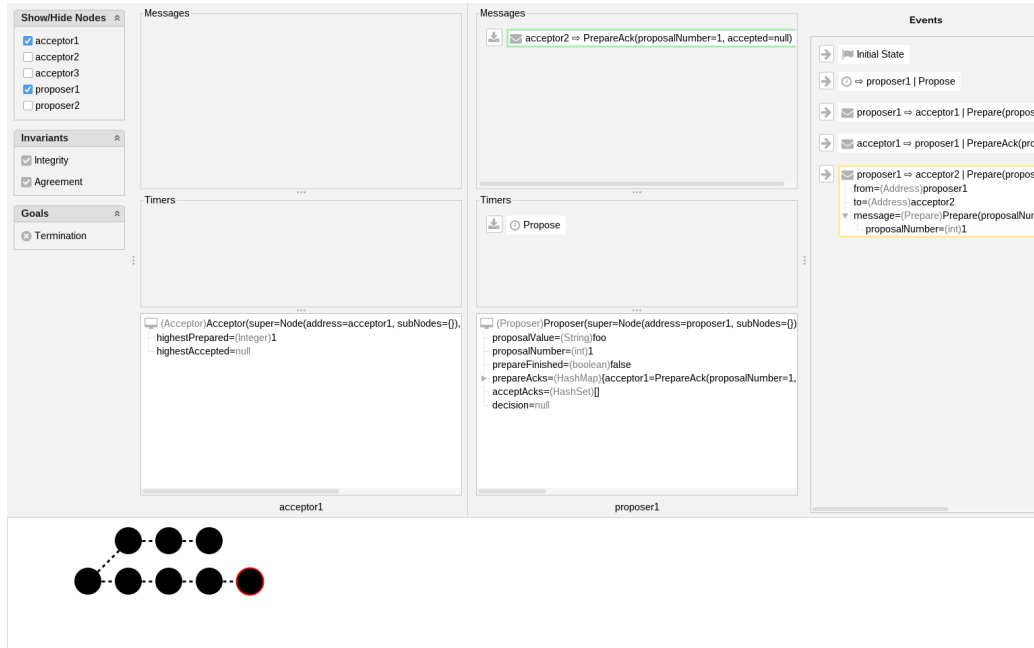 Show/Hide Nodes
acceptor1
acceptor2
acceptor3
proposer1
proposer2
Invariants
Integrity
Agreement
Goals
Termination
Messages
Timers
(Acceptor)Acceptor(super=Node(address=acceptor1, subNodes={}),
highestPrepared=(Integer)1
highestAccepted=null
acceptor1
Messages
acceptor2 ⇨ PrepareAck(proposalNumber=1, accepted=null)
Timers
Propose
(Proposer)Proposer(super=Node(address=proposer1, subNodes={})
proposalValue=(String)foo
proposalNumber=(int)1
prepareFinished=(boolean)false
prepareAcks=(HashMap){acceptor1=PrepareAck(proposalNumber=1,
acceptAcks=(HashSet)[]
decision=null
proposer1
Events
Initial State
⇨ proposer1 | Propose
proposer1 ⇨ acceptor1 | Prepare(propos
acceptor1 ⇨ proposer1 | PrepareAck(pro
proposer1 ⇨ acceptor2 | Prepare(propos
from=(Address)proposer1
to=(Address)acceptor2
message=(Prepare)Prepare(proposalNu
proposalNumber=(int)1